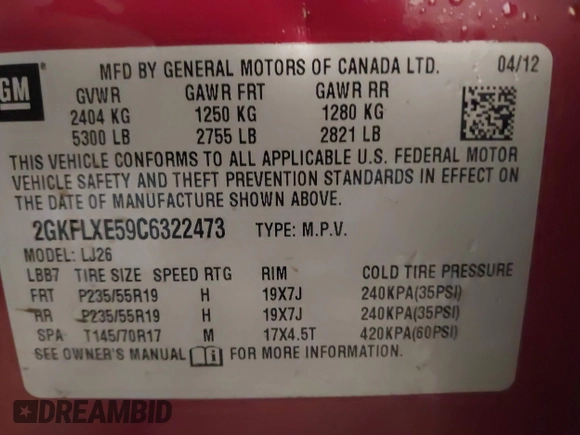 GM
MFD BY GENERAL MOTORS OF CANADA LTD. 04/12
GVWR GAWR FRT GAWR RR
2404 KG 1250 KG 1280 KG
5300 LB 2755 LB 2821 LB
THIS VEHICLE CONFORMS TO ALL APPLICABLE U.S. FEDERAL MOTOR
VEHICLE SAFETY AND THEFT PREVENTION STANDARDS IN EFFECT ON
THE DATE OF MANUFACTURE SHOWN ABOVE.
2GKFLXE59C6322473 TYPE: M.P.V.
MODEL: LJ26
LBB7 TIRE SIZE SPEED RTG RIM COLD TIRE PRESSURE
FRT P235/55R19 H 19X7J 240KPA(35PSI)
RR P235/55R19 H 19X7J 240KPA(35PSI)
SPA T145/70R17 M 17X4.5T 420KPA(60PSI)
SEE OWNER'S MANUAL i FOR MORE INFORMATION.
DREAMBID